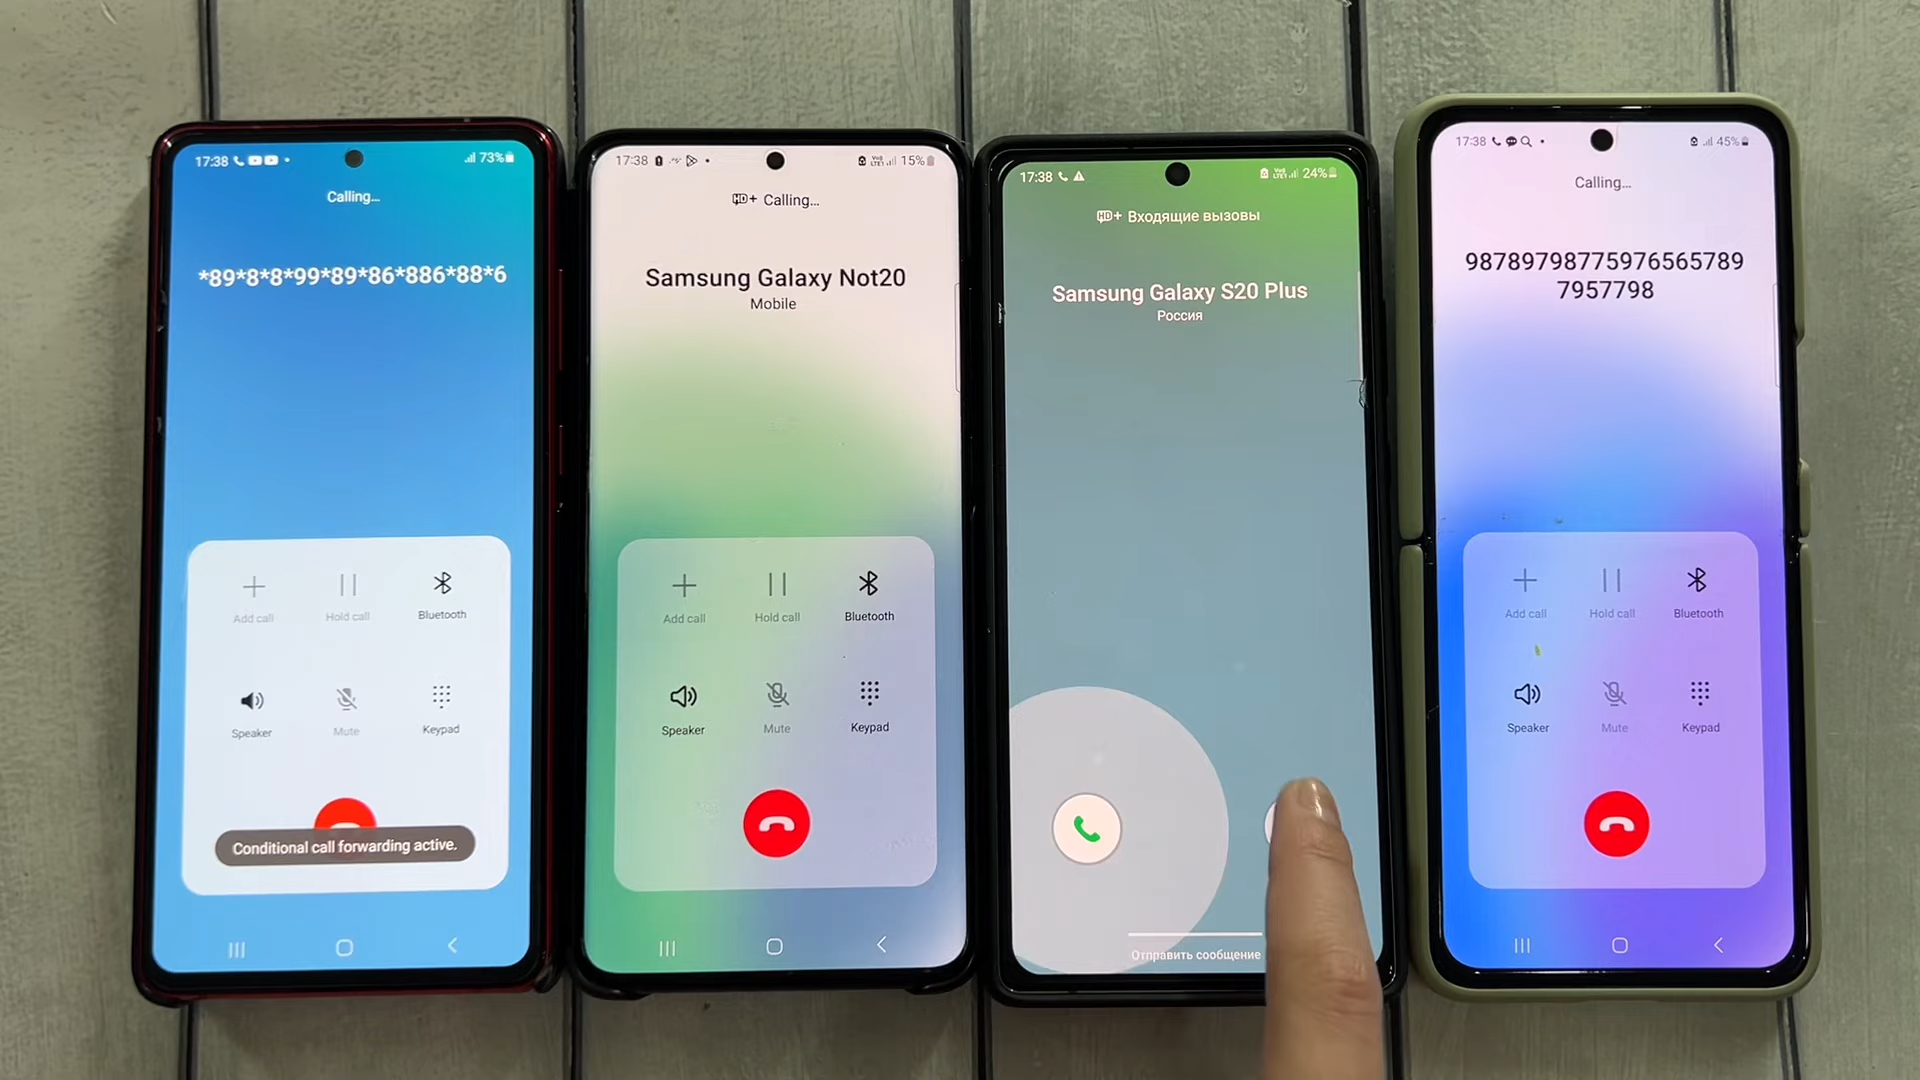 17:38
73%
Calling...
*89*8*8*99*89*86*886*88*6
Add call
Hold call
Bluetooth
Speaker
Mute
Keypad
Conditional call forwarding active.
17:38
15%
HD+ Calling...
Samsung Galaxy Not20
Mobile
Add call
Hold call
Bluetooth
Speaker
Mute
Keypad
17:38
24%
HD+ Входящие вызовы
Samsung Galaxy S20 Plus
Россия
Отправить сообщение
17:38
45%
Calling...
98789798775976565789
7957798
Add call
Hold call
Bluetooth
Speaker
Mute
Keypad